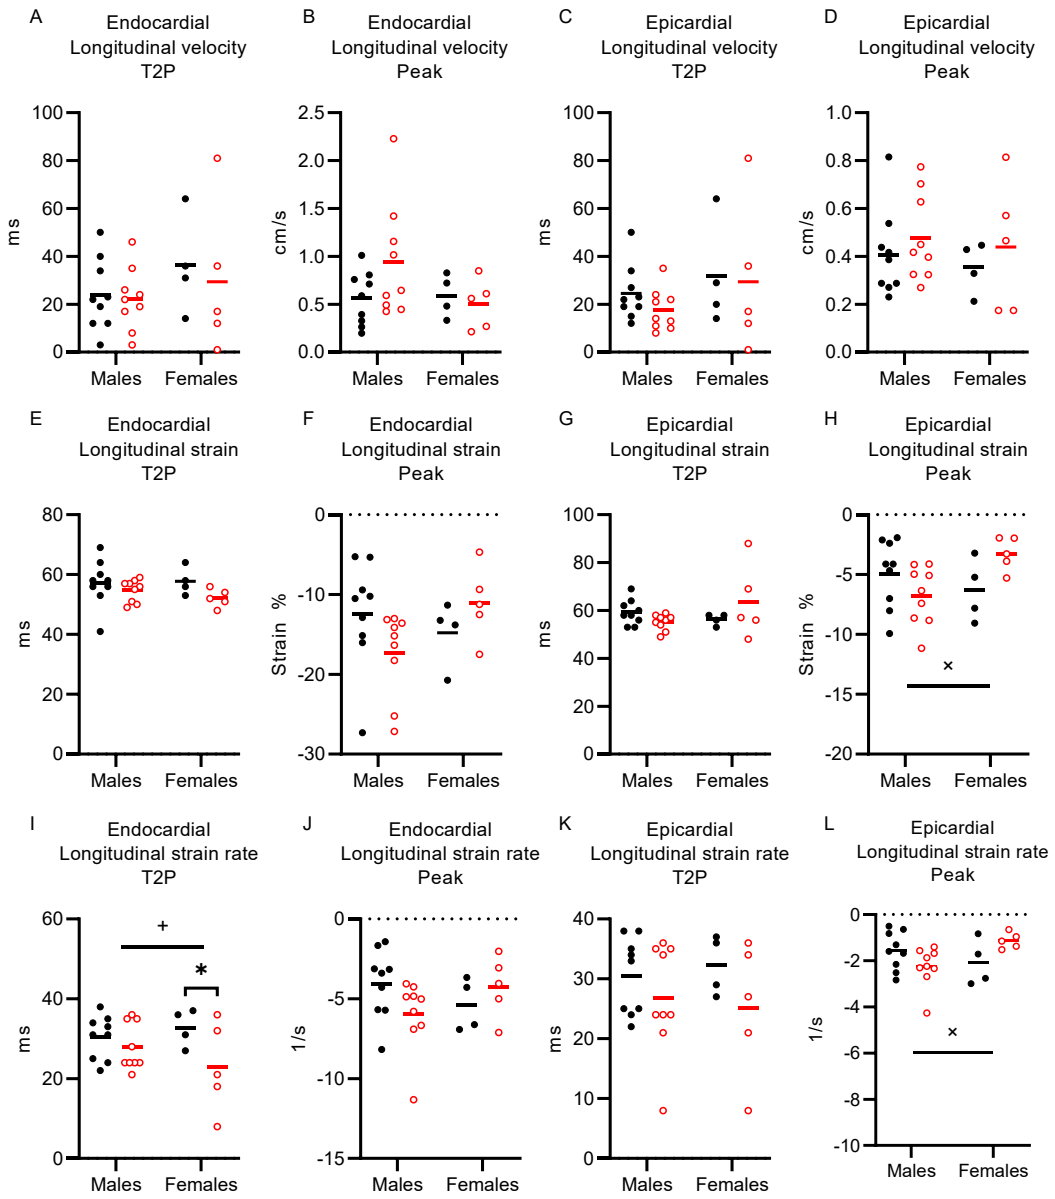 A
Endocardial
Longitudinal velocity
T2P
ms
100
80
60
40
20
0
Males
Females
B
Endocardial
Longitudinal velocity
Peak
cm/s
2.5
2.0
1.5
1.0
0.5
0.0
Males
Females
C
Epicardial
Longitudinal velocity
T2P
ms
100
80
60
40
20
0
Males
Females
D
Epicardial
Longitudinal velocity
Peak
cm/s
1.0
0.8
0.6
0.4
0.2
0.0
Males
Females
E
Endocardial
Longitudinal strain
T2P
ms
80
60
40
20
0
Males
Females
F
Endocardial
Longitudinal strain
Peak
Strain %
0
-10
-20
-30
Males
Females
G
Epicardial
Longitudinal strain
T2P
ms
100
80
60
40
20
0
Males
Females
H
Epicardial
Longitudinal strain
Peak
Strain %
0
-5
-10
-15
-20
×
Males
Females
I
Endocardial
Longitudinal strain rate
T2P
ms
60
40
20
0
+
*
Males
Females
J
Endocardial
Longitudinal strain rate
Peak
1/s
0
-5
-10
-15
Males
Females
K
Epicardial
Longitudinal strain rate
T2P
ms
40
30
20
10
0
Males
Females
L
Epicardial
Longitudinal strain rate
Peak
1/s
0
-2
-4
-6
-8
-10
×
Males
Females